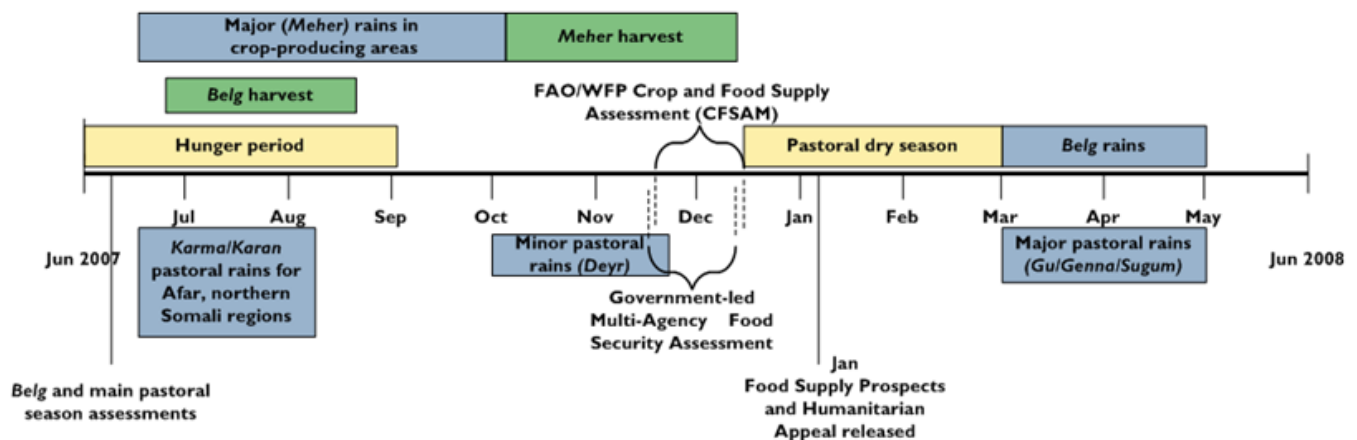 Major (Meher) rains in
crop-producing areas
Meher harvest
Belg harvest
FAO/WFP Crop and Food Supply
Assessment (CFSAM)
Hunger period
Pastoral dry season
Belg rains
Jul
Aug
Sep
Oct
Nov
Dec
Jan
Feb
Mar
Apr
May
Jun 2007
Jun 2008
Karma/Karan
pastoral rains for
Afar, northern
Somali regions
Minor pastoral
rains (Deyr)
Major pastoral rains
(Gu/Genna/Sugum)
Government-led
Multi-Agency Food
Security Assessment
Belg and main pastoral
season assessments
Jan
Food Supply Prospects
and Humanitarian
Appeal released